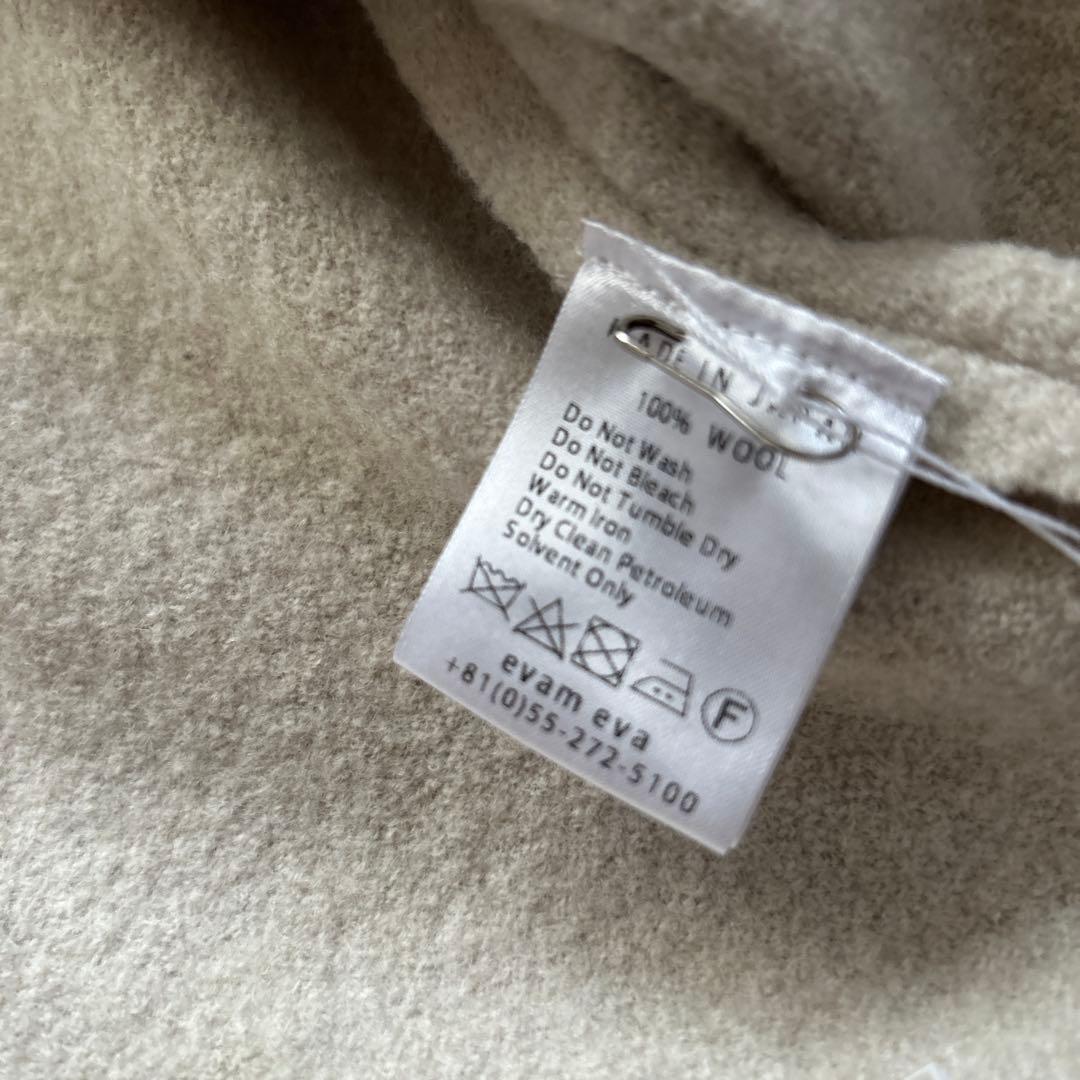 MADE IN JAPAN
100% WOOL
Do Not Wash
Do Not Bleach
Do Not Tumble Dry
Warm Iron
Dry Clean Petroleum
Solvent Only
F
evam eva
+81(0)55-272-5100